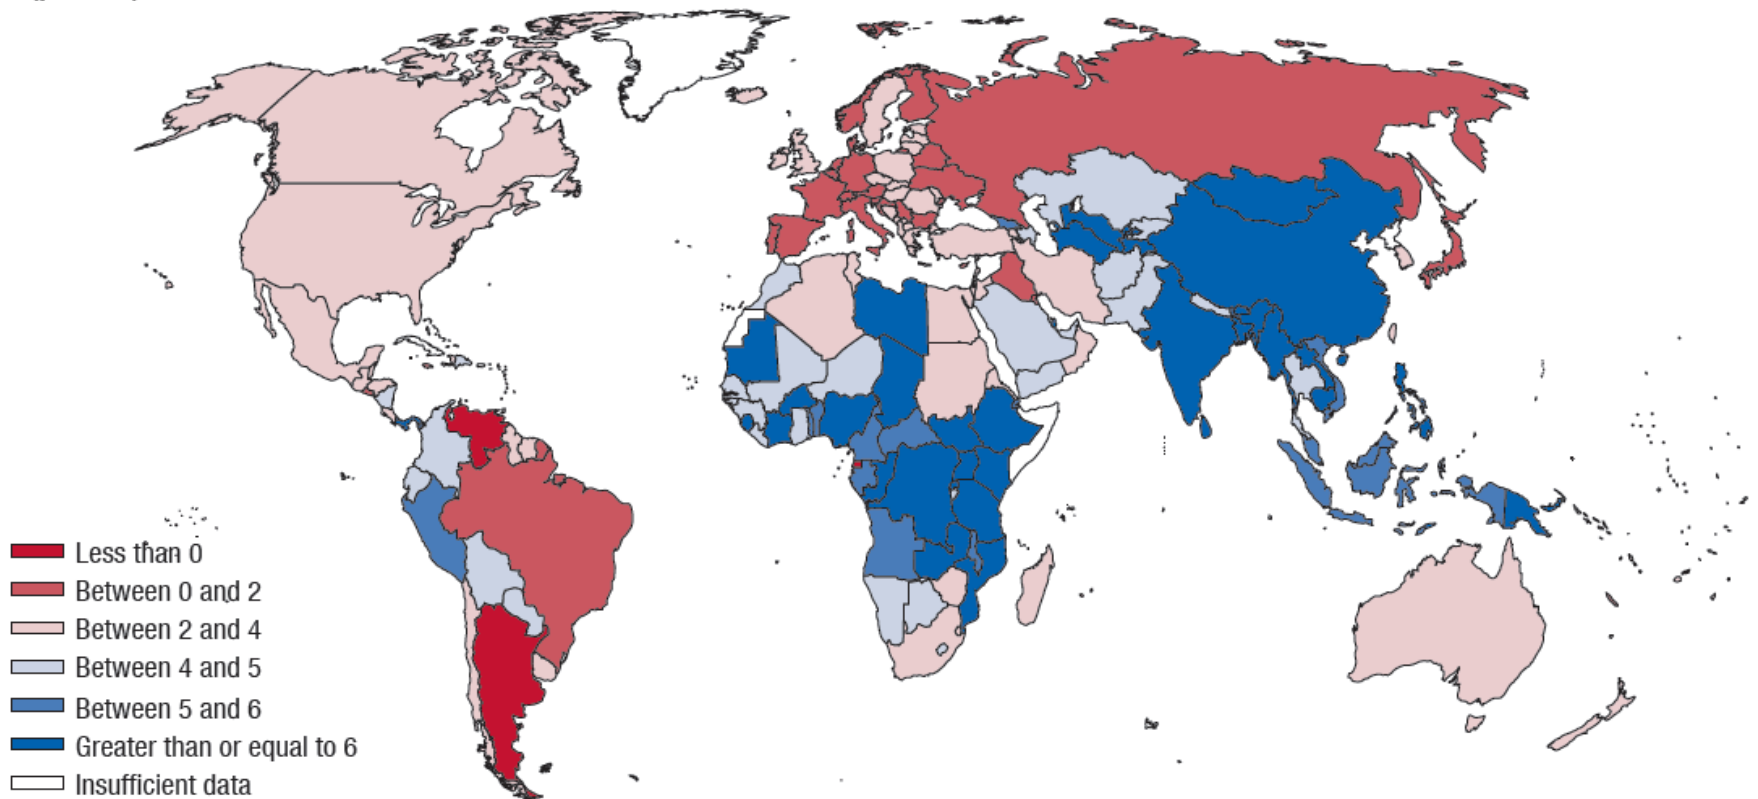 Less than 0
Between 0 and 2
Between 2 and 4
Between 4 and 5
Between 5 and 6
Greater than or equal to 6
Insufficient data